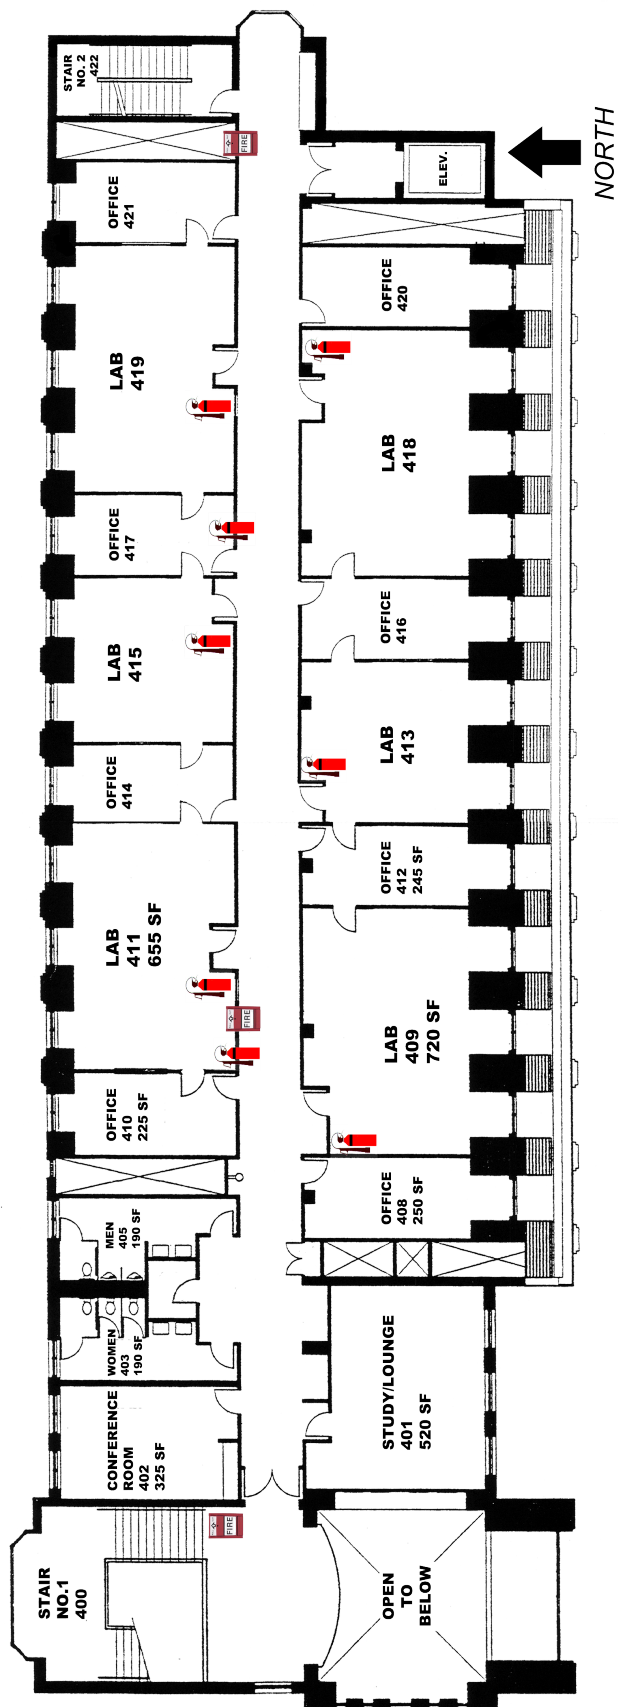 STAIR
NO. 2
422
FIRE
ELEV.
NORTH
OFFICE
421
OFFICE
420
LAB
419
LAB
418
OFFICE
417
OFFICE
416
LAB
415
LAB
413
OFFICE
414
OFFICE
412
245 SF
LAB
411
655 SF
FIRE
LAB
409
720 SF
OFFICE
410
225 SF
OFFICE
408
250 SF
MEN
405
190 SF
WOMEN
403
190 SF
CONFERENCE
ROOM
402
325 SF
STUDY/LOUNGE
401
520 SF
FIRE
STAIR
NO.1
400
OPEN
TO
BELOW